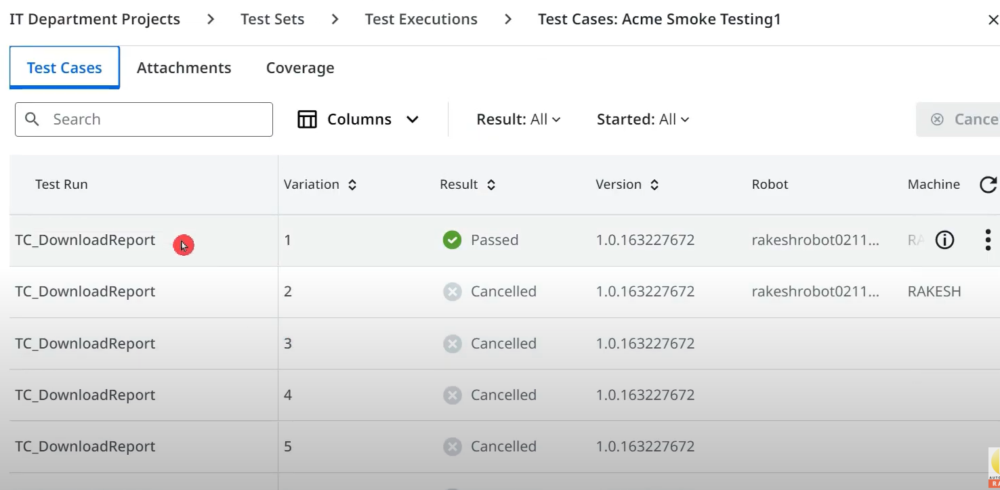 IT Department Projects > Test Sets > Test Executions > Test Cases: Acme Smoke Testing1
Test Cases Attachments Coverage
Search Columns Result: All Started: All
Test Run Variation Result Version Robot Machine
TC_DownloadReport 1 Passed 1.0.163227672 rakeshrobot0211... RA
TC_DownloadReport 2 Cancelled 1.0.163227672 rakeshrobot0211... RAKESH
TC_DownloadReport 3 Cancelled 1.0.163227672
TC_DownloadReport 4 Cancelled 1.0.163227672
TC_DownloadReport 5 Cancelled 1.0.163227672